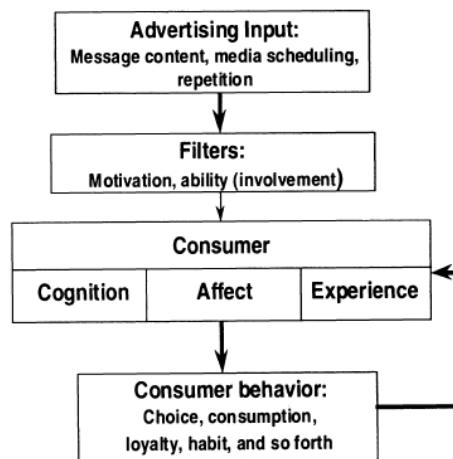 Advertising Input:
Message content, media scheduling,
repetition
Filters:
Motivation, ability (involvement)
Consumer
Cognition Affect Experience
Consumer behavior:
Choice, consumption,
loyalty, habit, and so forth